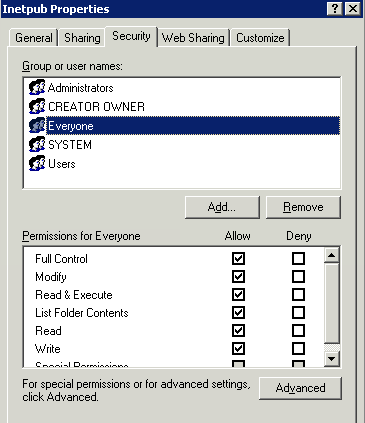 Inetpub Properties
General Sharing Security Web Sharing Customize
Group or user names:
Administrators
CREATOR OWNER
Everyone
SYSTEM
Users
Add... Remove
Permissions for Everyone Allow Deny
Full Control
Modify
Read & Execute
List Folder Contents
Read
Write
Special Permissions
For special permissions or for advanced settings, Advanced
click Advanced.